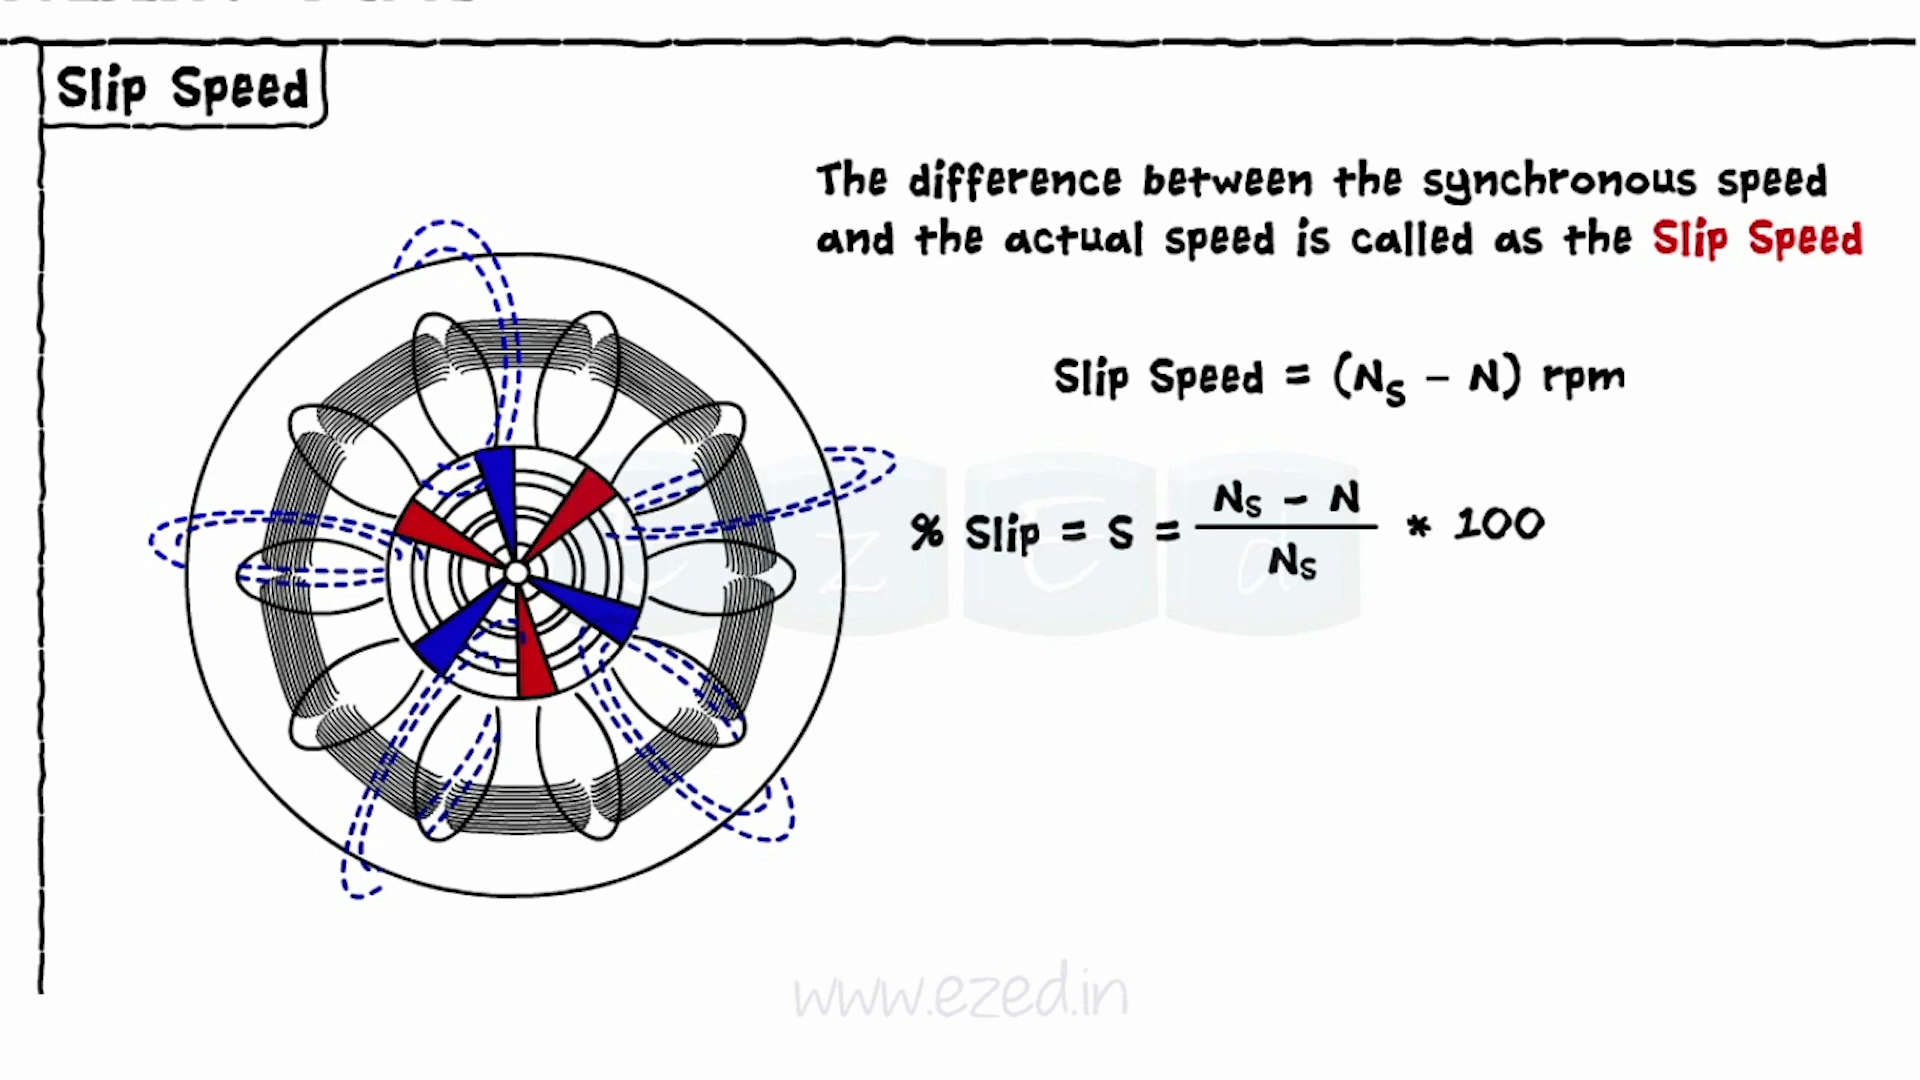 Slip Speed
The difference between the synchronous speed
and the actual speed is called as the Slip Speed
Slip Speed = (NS – N) rpm
% Slip = S = NS – N / NS * 100
e z E d
www.ezed.in